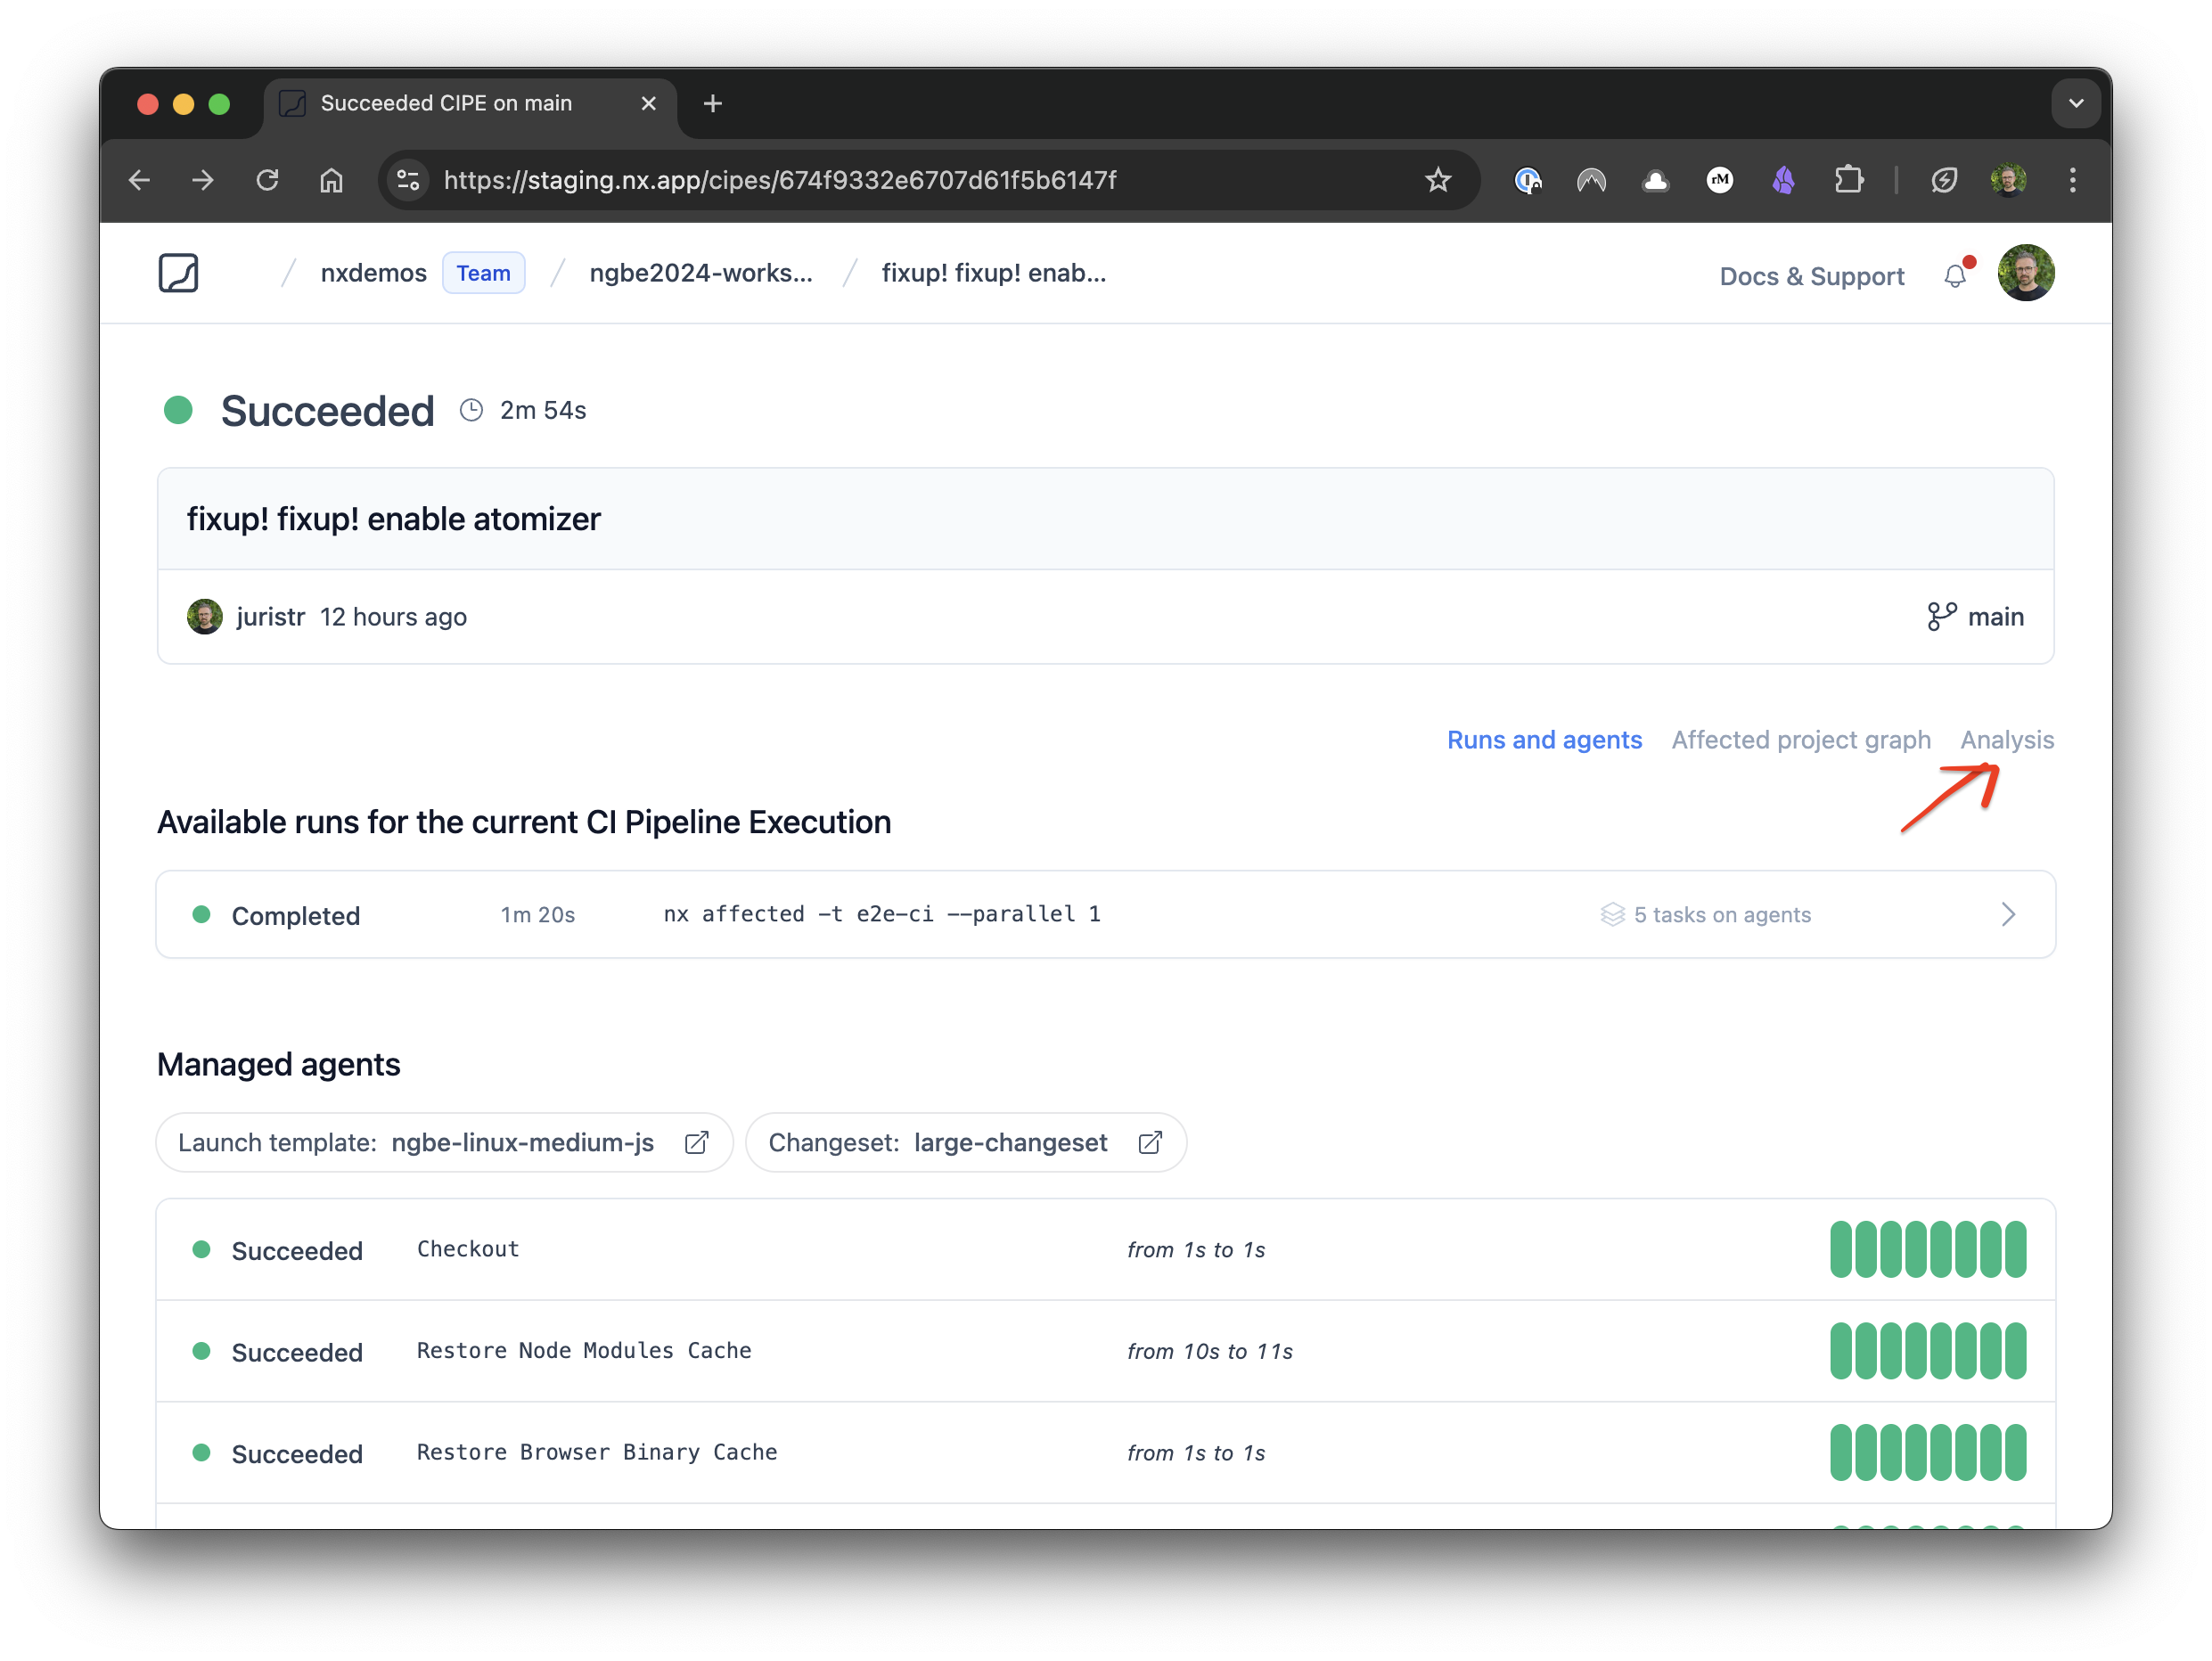 Succeeded CIPE on main
https://staging.nx.app/cipes/674f9332e6707d61f5b6147f
rM
/ nxdemos Team / ngbe2024-works... / fixup! fixup! enab...
Docs & Support
Succeeded 2m 54s
fixup! fixup! enable atomizer
juristr 12 hours ago
main
Runs and agents Affected project graph Analysis
Available runs for the current CI Pipeline Execution
Completed 1m 20s nx affected -t e2e-ci --parallel 1 5 tasks on agents
Managed agents
Launch template: ngbe-linux-medium-js
Changeset: large-changeset
Succeeded Checkout from 1s to 1s
Succeeded Restore Node Modules Cache from 10s to 11s
Succeeded Restore Browser Binary Cache from 1s to 1s